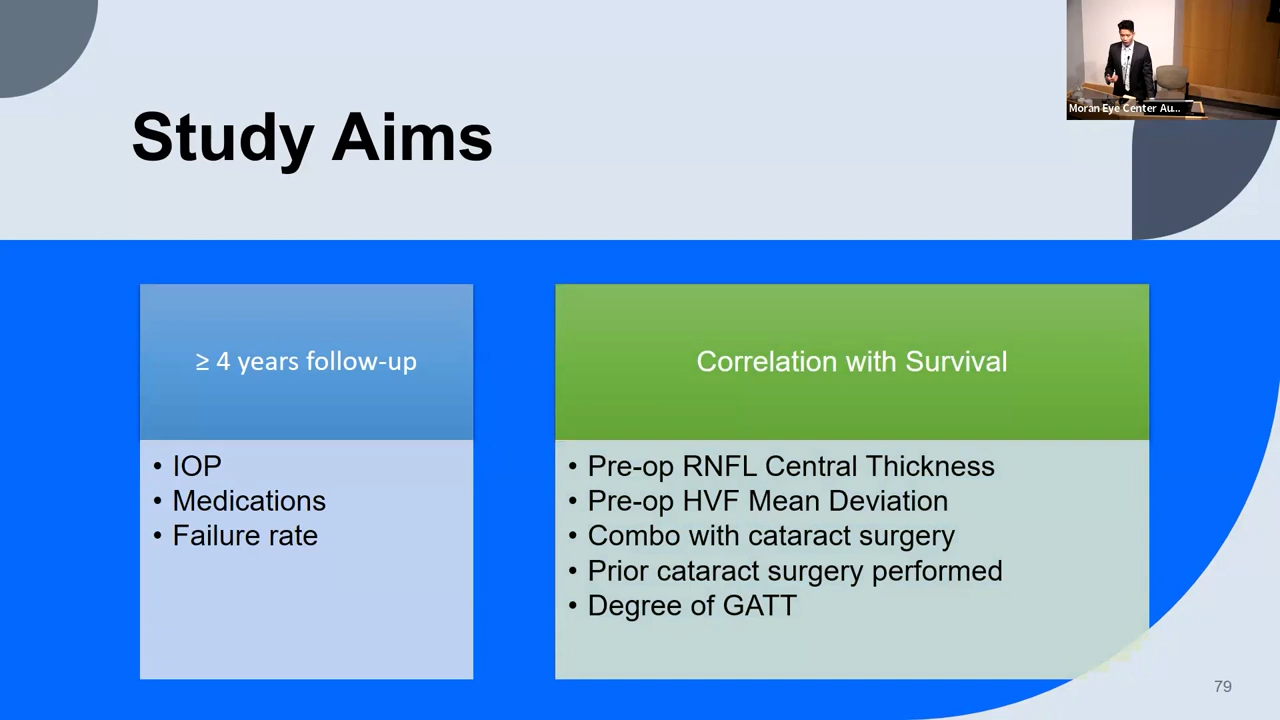 Moran Eye Center Au...
Study Aims
≥ 4 years follow-up
• IOP
• Medications
• Failure rate
Correlation with Survival
• Pre-op RNFL Central Thickness
• Pre-op HVF Mean Deviation
• Combo with cataract surgery
• Prior cataract surgery performed
• Degree of GATT
79